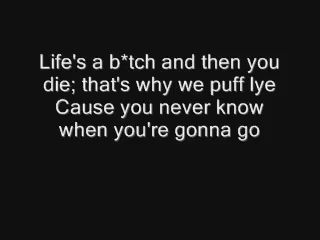 Life's a b*tch and then you
die; that's why we puff lye
Cause you never know
when you're gonna go